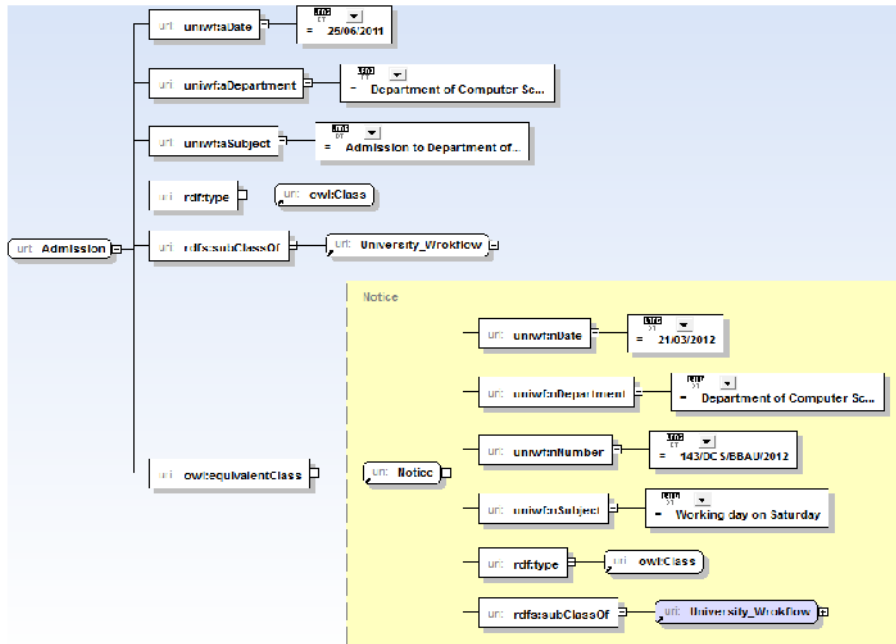 uri uniwf:aDate = 25/06/2011
uri uniwf:aDepartment = Department of Computer Sc...
uri uniwf:aSubject = Admission to Department of...
uri rdf:type uri owl:Class
uri Admission uri rdfs:subClassOf uri University_Wrokflow
Notice
uri uniwf:nDate = 21/03/2012
uri uniwf:nDepartment = Department of Computer Sc...
uri uniwf:nNumber = 143/DCS/BBAU/2012
uri owl:equivalentClass uri Notice
uri uniwf:nSubject = Working day on Saturday
uri rdf:type uri owl:Class
uri rdfs:subClassOf uri University_Wrokflow